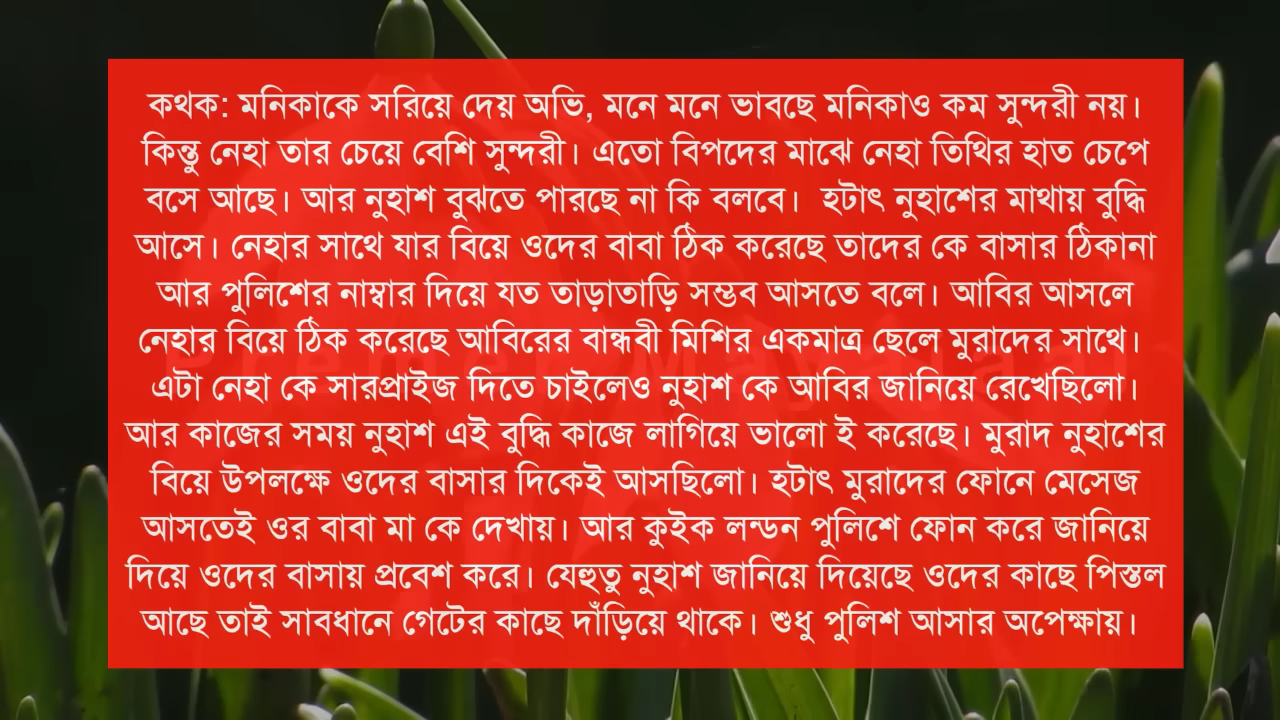 কথক: মনিকাকে সরিয়ে দেয় অভি, মনে মনে ভাবছে মনিকাও কম সুন্দরী নয়।
কিন্তু নেহা তার চেয়ে বেশি সুন্দরী। এতো বিপদের মাঝে নেহা তিথির হাত চেপে
বসে আছে। আর নুহাশ বুঝতে পারছে না কি বলবে। হটাৎ নুহাশের মাথায় বুদ্ধি
আসে। নেহার সাথে যার বিয়ে ওদের বাবা ঠিক করেছে তাদের কে বাসার ঠিকানা
আর পুলিশের নাম্বার দিয়ে যত তাড়াতাড়ি সম্ভব আসতে বলে। আবির আসলে
নেহার বিয়ে ঠিক করেছে আবিরের বান্ধবী মিশির একমাত্র ছেলে মুরাদের সাথে।
এটা নেহা কে সারপ্রাইজ দিতে চাইলেও নুহাশ কে আবির জানিয়ে রেখেছিলো।
আর কাজের সময় নুহাশ এই বুদ্ধি কাজে লাগিয়ে ভালো ই করেছে। মুরাদ নুহাশের
বিয়ে উপলক্ষে ওদের বাসার দিকেই আসছিলো। হটাৎ মুরাদের ফোনে মেসেজ
আসতেই ওর বাবা মা কে দেখায়। আর কুইক লন্ডন পুলিশে ফোন করে জানিয়ে
দিয়ে ওদের বাসায় প্রবেশ করে। যেহুতু নুহাশ জানিয়ে দিয়েছে ওদের কাছে পিস্তল
আছে তাই সাবধানে গেটের কাছে দাঁড়িয়ে থাকে। শুধু পুলিশ আসার অপেক্ষায়।